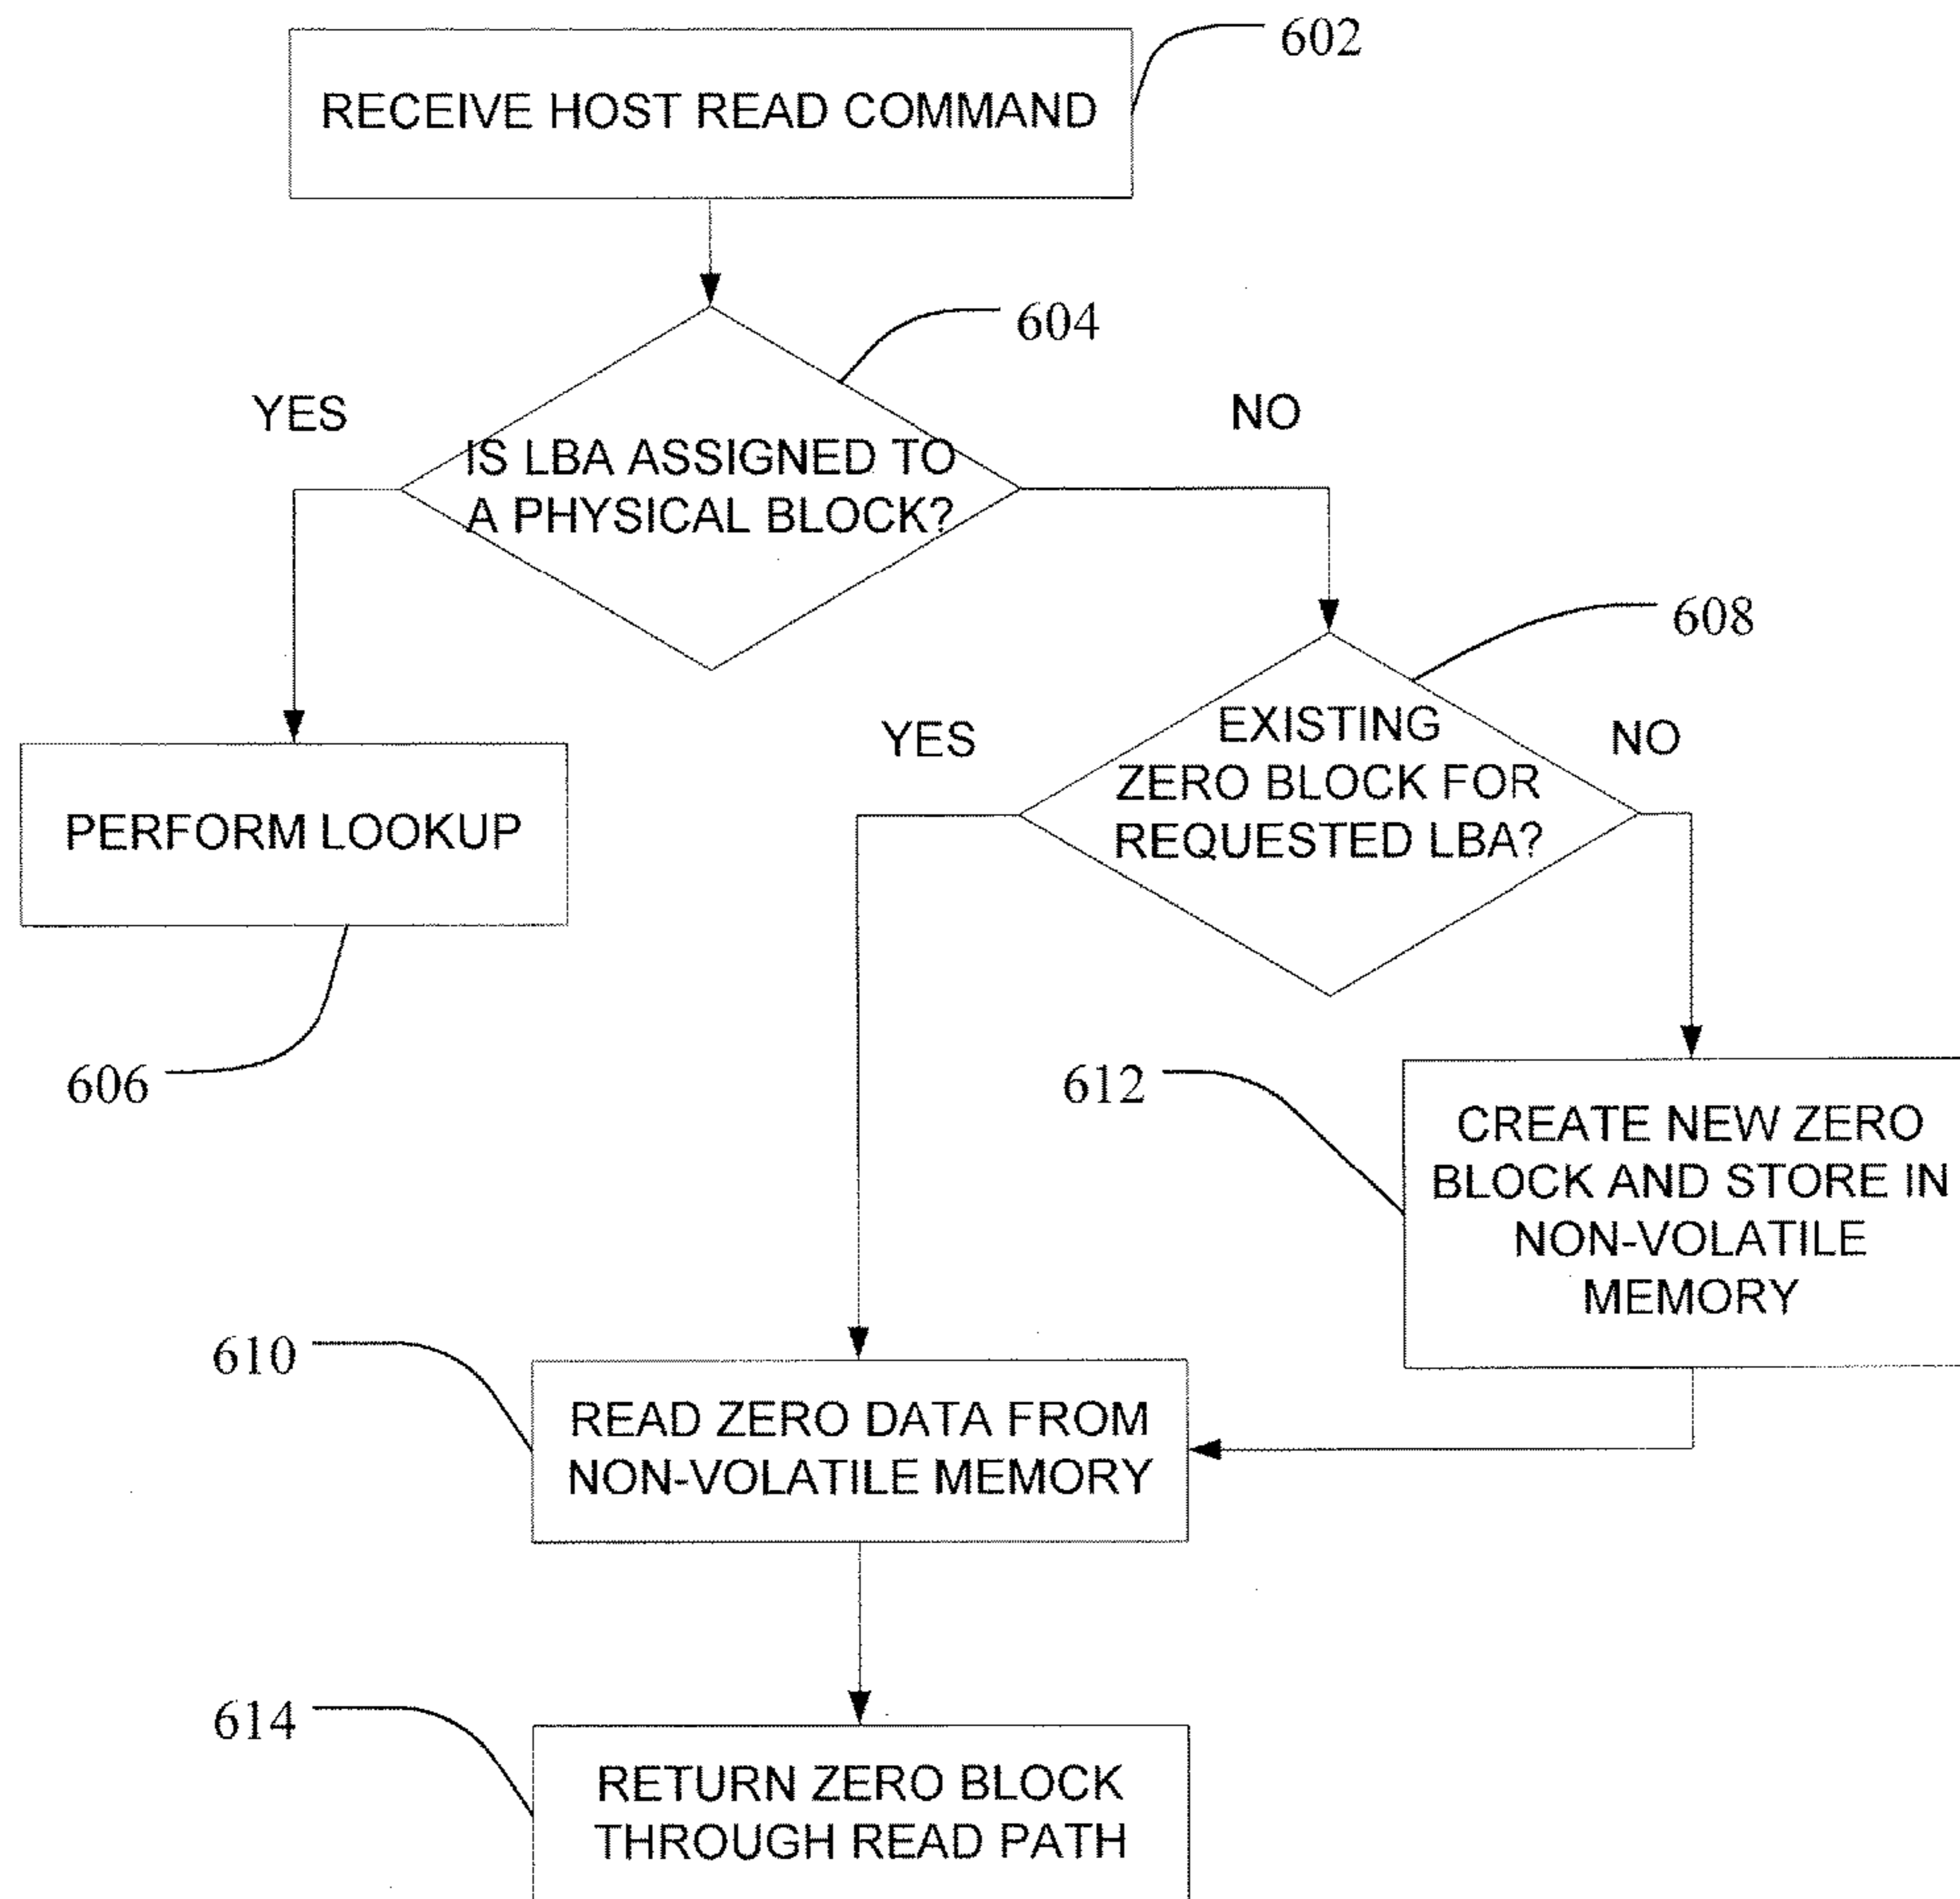 602
RECEIVE HOST READ COMMAND
604
YES
NO
IS LBA ASSIGNED TO
A PHYSICAL BLOCK?
608
YES
EXISTING
ZERO BLOCK FOR
REQUESTED LBA?
NO
PERFORM LOOKUP
606
612
CREATE NEW ZERO
BLOCK AND STORE IN
NON-VOLATILE
MEMORY
610
READ ZERO DATA FROM
NON-VOLATILE MEMORY
614
RETURN ZERO BLOCK
THROUGH READ PATH